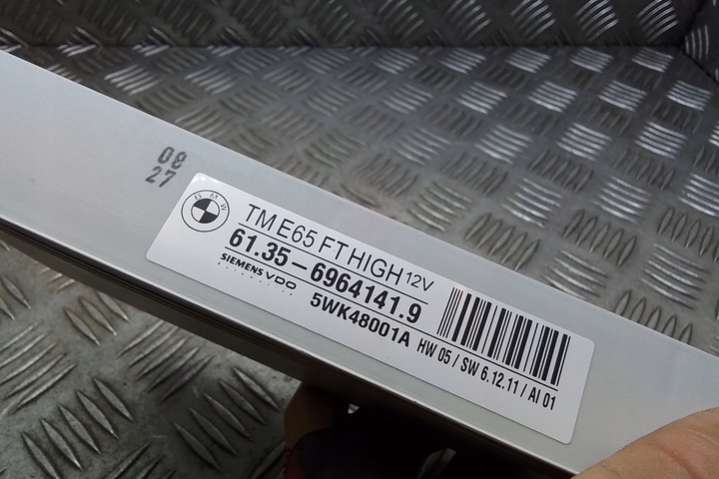 08
27
BMW
TM E65 FT HIGH 12V
61.35-6964141.9
SIEMENS VDO
5WK48001A HW 05 / SW 6.12.11 / AI 01